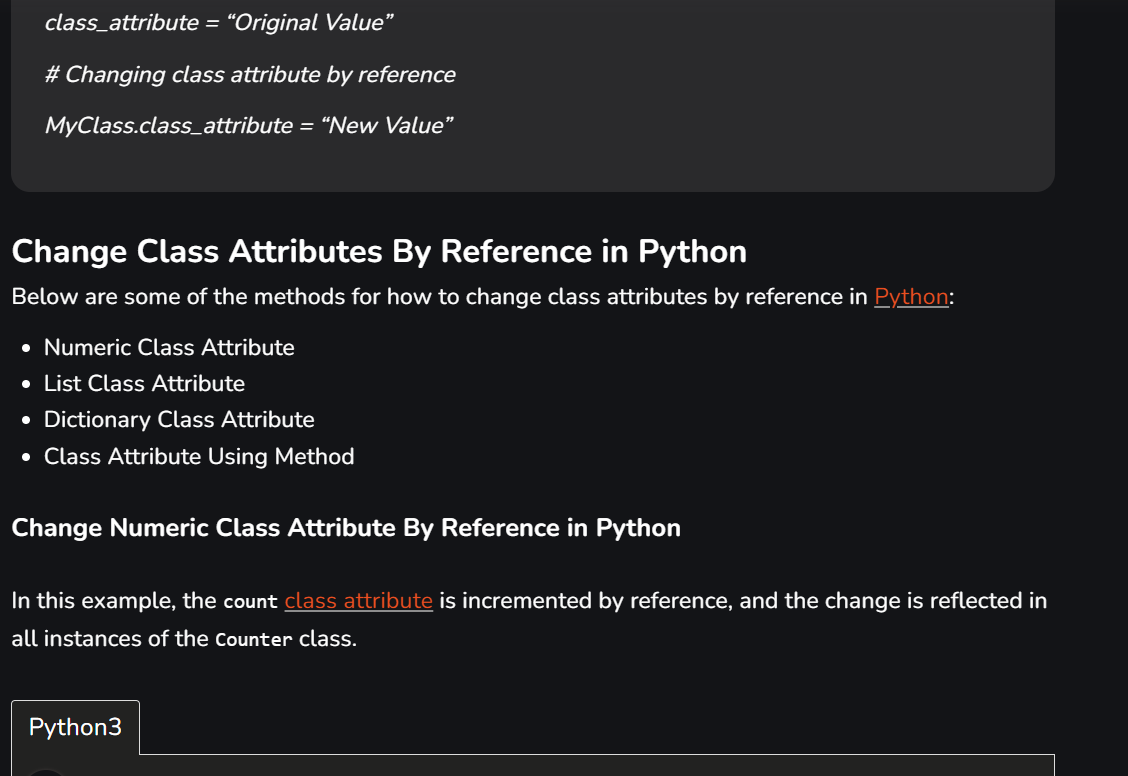 class_attribute = “Original Value”
# Changing class attribute by reference
MyClass.class_attribute = “New Value”
Change Class Attributes By Reference in Python
Below are some of the methods for how to change class attributes by reference in Python:
• Numeric Class Attribute
• List Class Attribute
• Dictionary Class Attribute
• Class Attribute Using Method
Change Numeric Class Attribute By Reference in Python
In this example, the count class attribute is incremented by reference, and the change is reflected in
all instances of the Counter class.
Python3